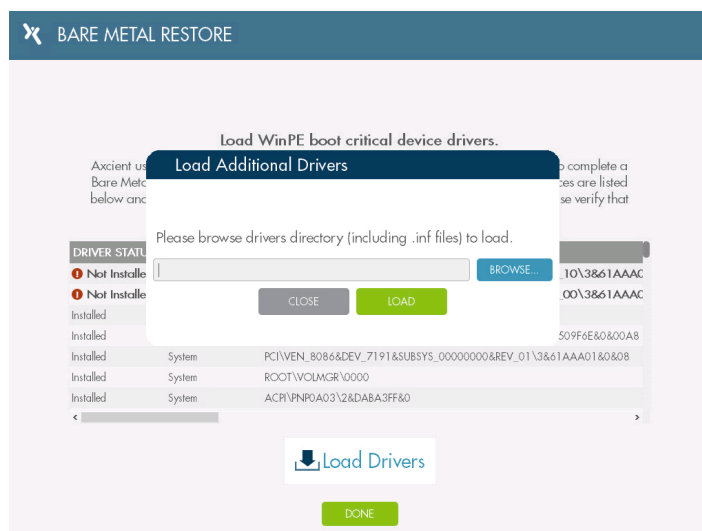 BARE METAL RESTORE
Load WinPE boot critical device drivers.
Axcient us
o complete a
Bare Meta
ces are listed
below and
se verify that
Load Additional Drivers
Please browse drivers directory (including .inf files) to load.
BROWSE...
CLOSE
LOAD
DRIVER STATU
Not Installe
_10\3&61AAAC
Not Installe
_00\3&61AAAC
Installed
Installed
509F6E&0&00A8
Installed System PCI\VEN_8086&DEV_7191&SUBSYS_00000000&REV_01\3&61AAA01&0&08
Installed System ROOT\VOLMGR\0000
Installed System ACPI\PNP0A03\2&DABA3FF&0
Load Drivers
DONE